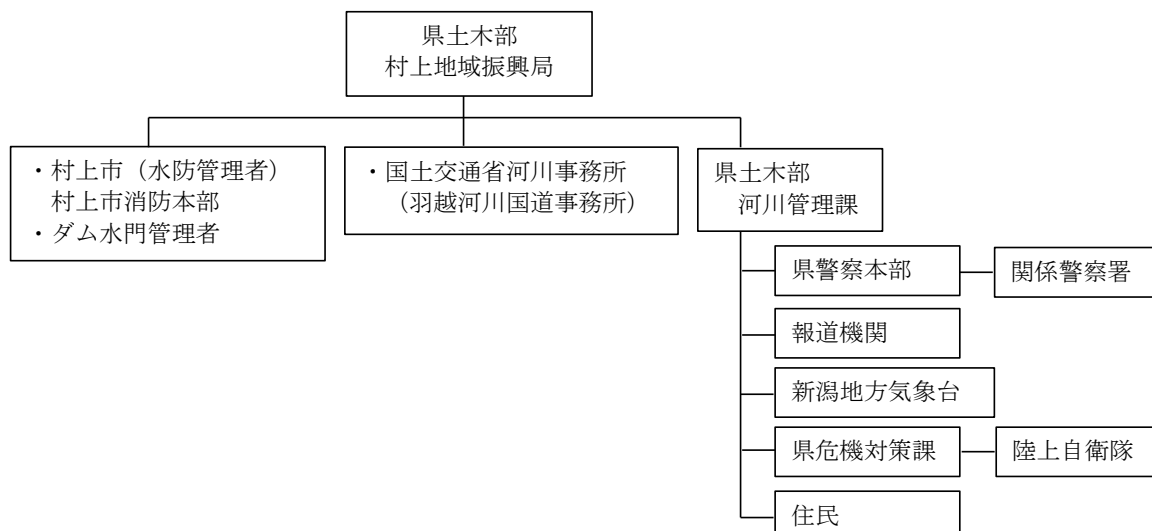 県土木部
村上地域振興局
・村上市（水防管理者）
村上市消防本部
・ダム水門管理者
・国土交通省河川事務所
（羽越河川国道事務所）
県土木部
河川管理課
県警察本部
関係警察署
報道機関
新潟地方気象台
県危機対策課
陸上自衛隊
住民